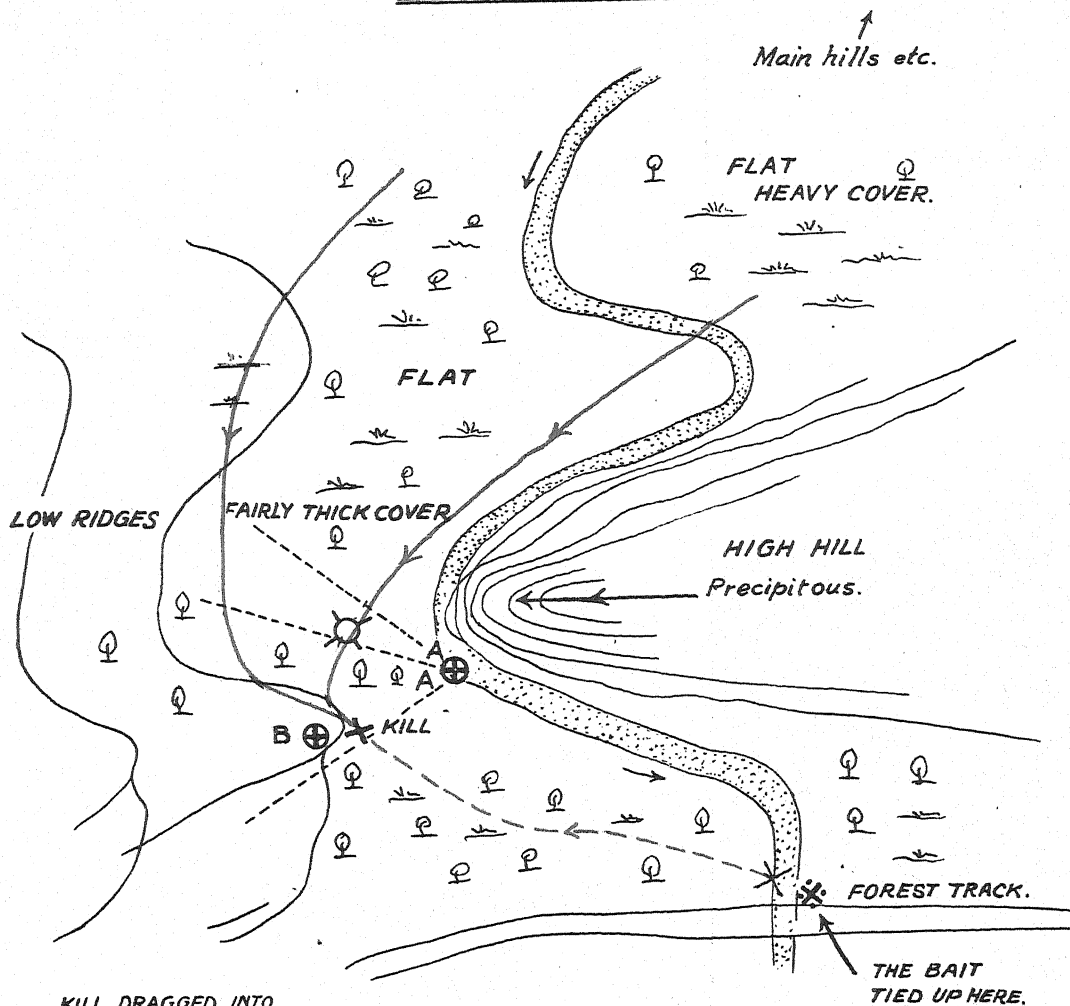 Main hills etc.
FLAT
HEAVY COVER.
FLAT
LOW RIDGES
FAIRLY THICK COVER
HIGH HILL
Precipitous.
A
A
B
KILL
FOREST TRACK.
THE BAIT
TIED UP HERE.
KILL DRAGGED INTO